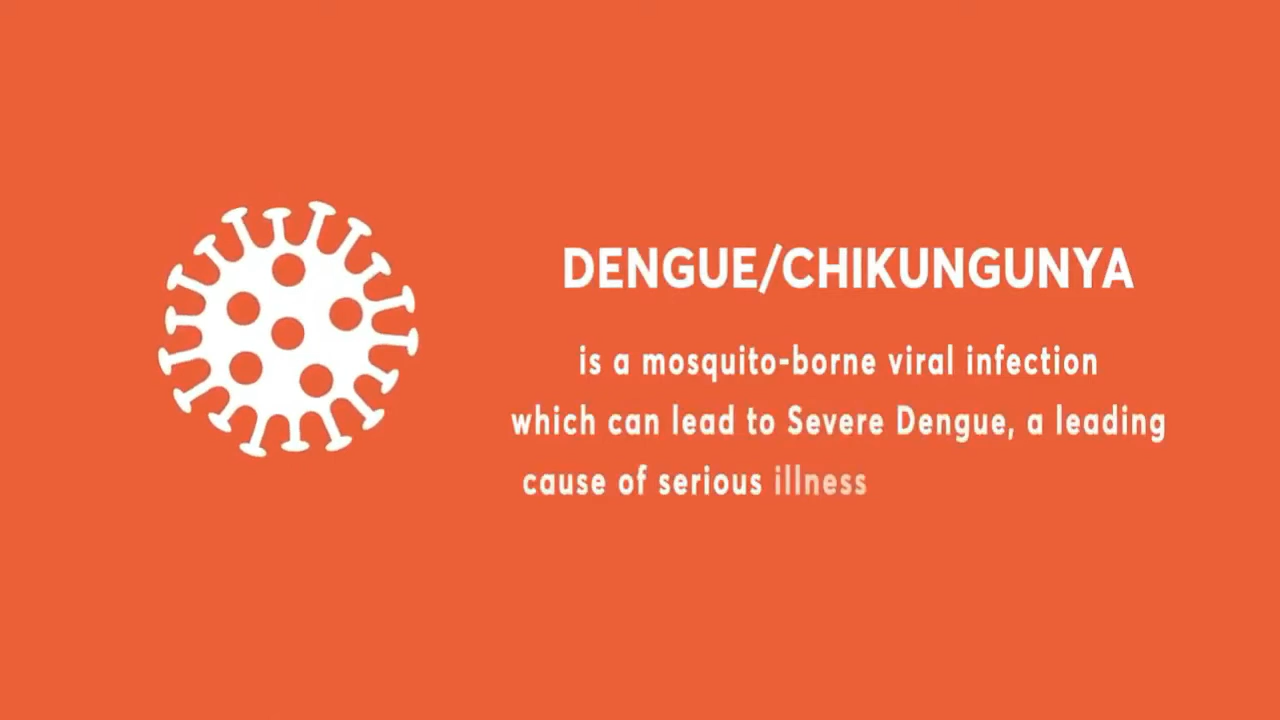 DENGUE/CHIKUNGUNYA
is a mosquito-borne viral infection
which can lead to Severe Dengue, a leading
cause of serious illness